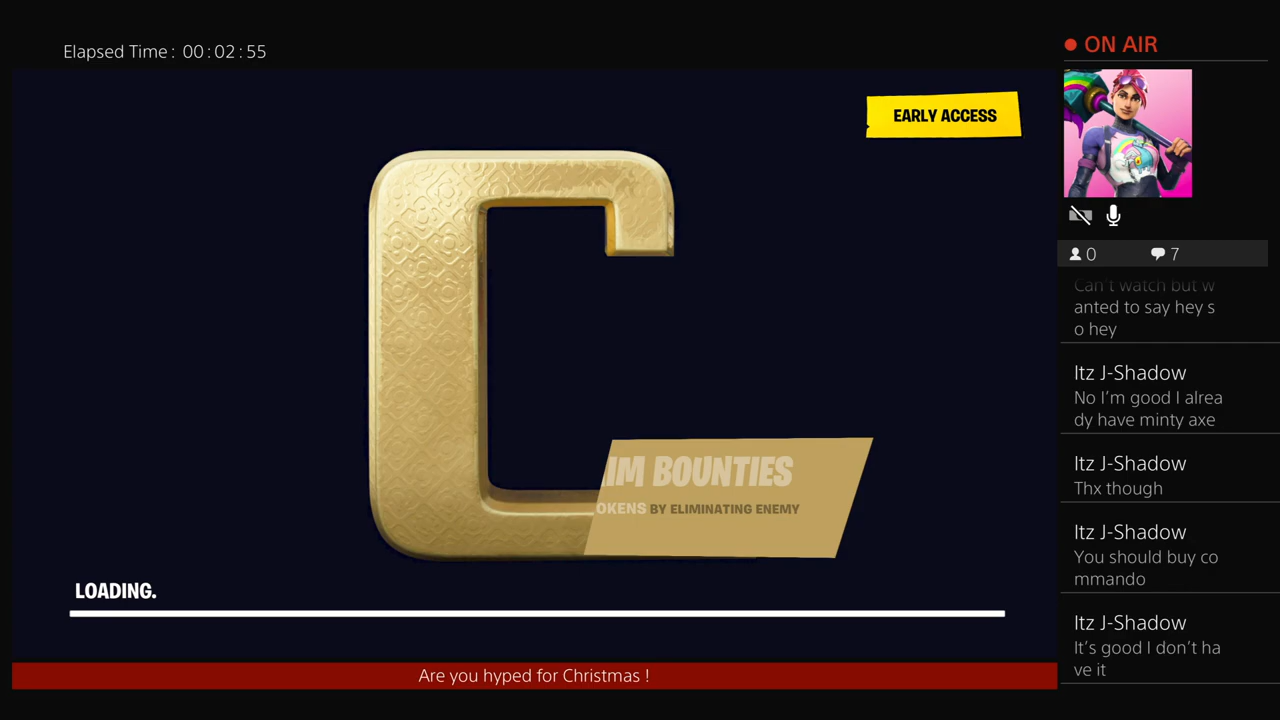 Elapsed Time : 00:02:55
ON AIR
EARLY ACCESS
0 7
Can't watch but w
anted to say hey s
o hey
Itz J-Shadow
No I'm good I alrea
dy have minty axe
Itz J-Shadow
Thx though
Itz J-Shadow
You should buy co
mmando
Itz J-Shadow
It's good I don't ha
ve it
C
IM BOUNTIES
OKENS BY ELIMINATING ENEMY
LOADING.
Are you hyped for Christmas !